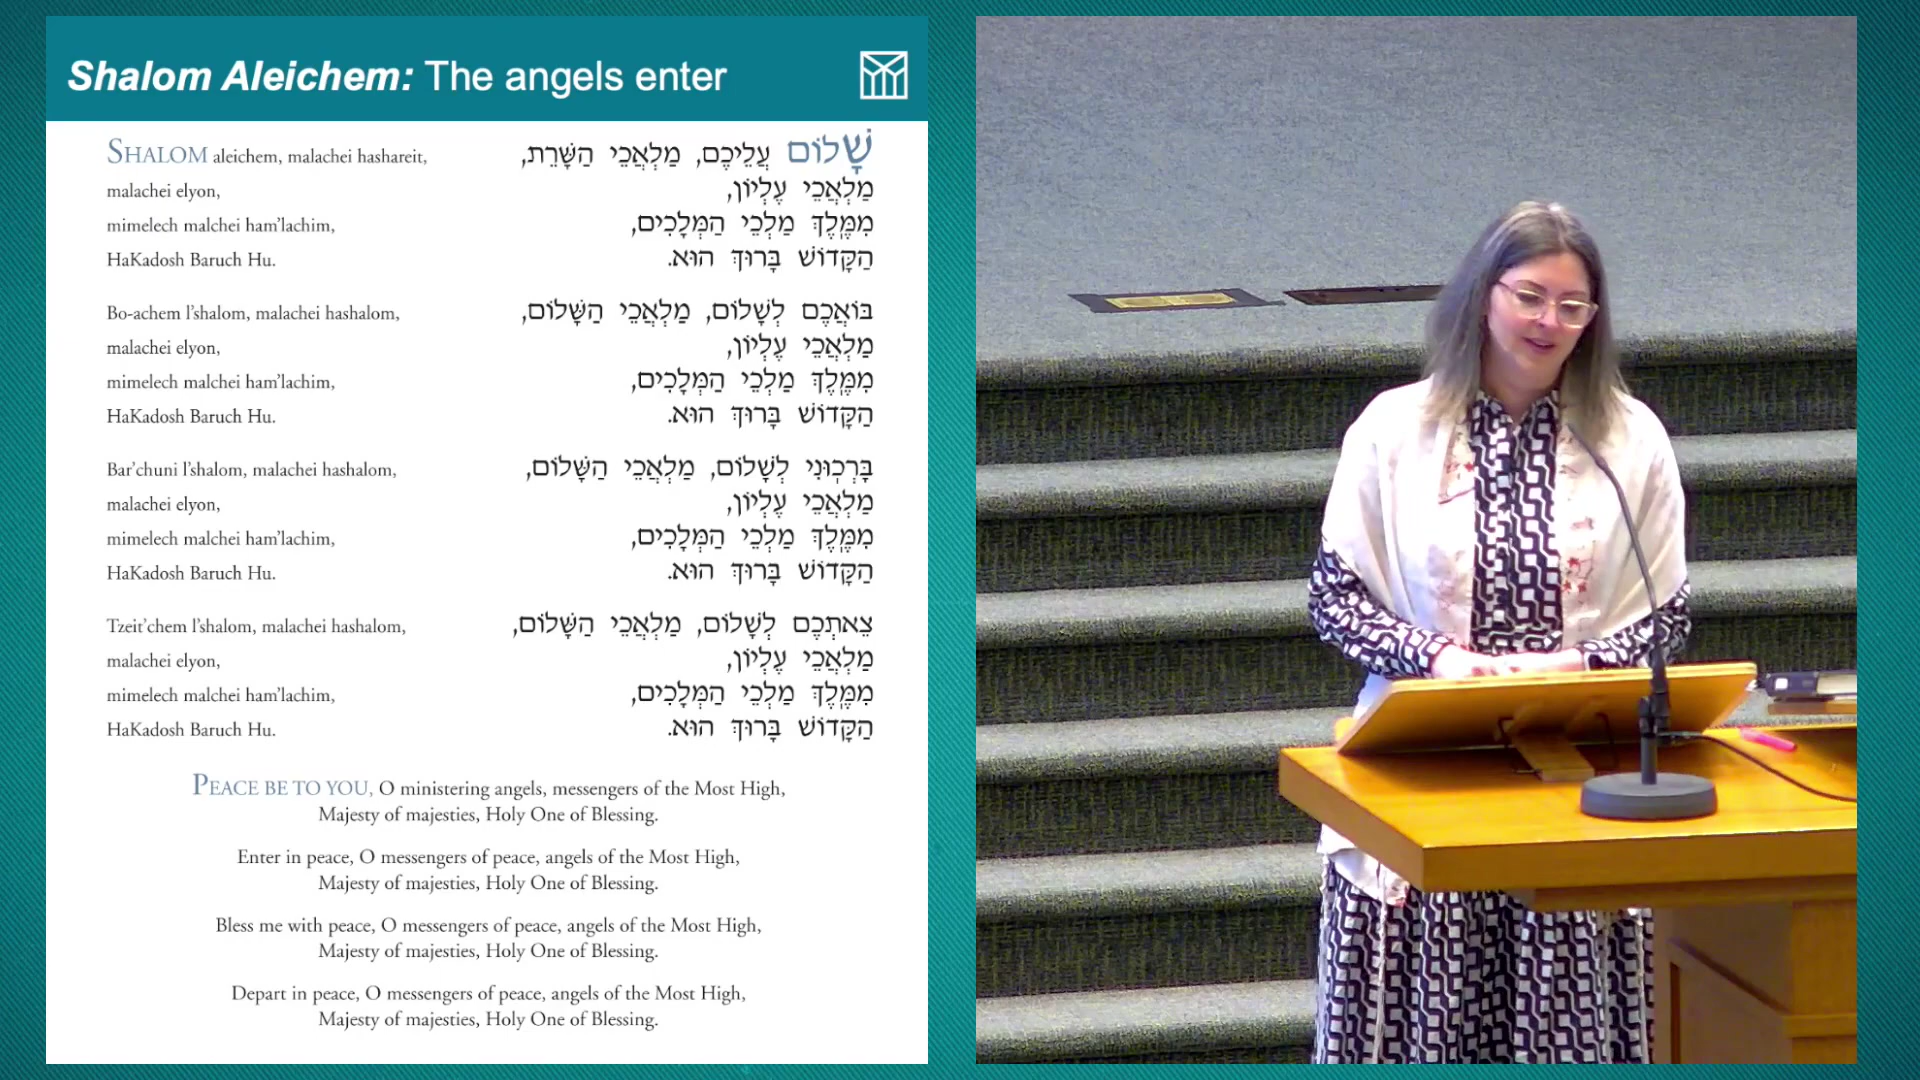 Shalom Aleichem: The angels enter
SHALOM aleichem, malachei hashareit,
malachei elyon,
mimelech malchei ham’lachim,
HaKadosh Baruch Hu.
Bo-achem l’shalom, malachei hashalom,
malachei elyon,
mimelech malchei ham’lachim,
HaKadosh Baruch Hu.
Bar’chuni l’shalom, malachei hashalom,
malachei elyon,
mimelech malchei ham’lachim,
HaKadosh Baruch Hu.
Tzeit’chem l’shalom, malachei hashalom,
malachei elyon,
mimelech malchei ham’lachim,
HaKadosh Baruch Hu.
שָׁלוֹם עֲלֵיכֶם, מַלְאֲכֵי הַשָּׁרֵת,
מַלְאֲכֵי עֶלְיוֹן,
מִמֶּֽלֶךְ מַלְכֵי הַמְּלָכִים,
הַקָּדוֹשׁ בָּרוּךְ הוּא.
בּוֹאֲכֶם לְשָׁלוֹם, מַלְאֲכֵי הַשָּׁלוֹם,
מַלְאֲכֵי עֶלְיוֹן,
מִמֶּֽלֶךְ מַלְכֵי הַמְּלָכִים,
הַקָּדוֹשׁ בָּרוּךְ הוּא.
בָּרְכֽוּנִי לְשָׁלוֹם, מַלְאֲכֵי הַשָּׁלוֹם,
מַלְאֲכֵי עֶלְיוֹן,
מִמֶּֽלֶךְ מַלְכֵי הַמְּלָכִים,
הַקָּדוֹשׁ בָּרוּךְ הוּא.
צֵאתְכֶם לְשָׁלוֹם, מַלְאֲכֵי הַשָּׁלוֹם,
מַלְאֲכֵי עֶלְיוֹן,
מִמֶּֽלֶךְ מַלְכֵי הַמְּלָכִים,
הַקָּדוֹשׁ בָּרוּךְ הוּא.
PEACE BE TO YOU, O ministering angels, messengers of the Most High,
Majesty of majesties, Holy One of Blessing.
Enter in peace, O messengers of peace, angels of the Most High,
Majesty of majesties, Holy One of Blessing.
Bless me with peace, O messengers of peace, angels of the Most High,
Majesty of majesties, Holy One of Blessing.
Depart in peace, O messengers of peace, angels of the Most High,
Majesty of majesties, Holy One of Blessing.